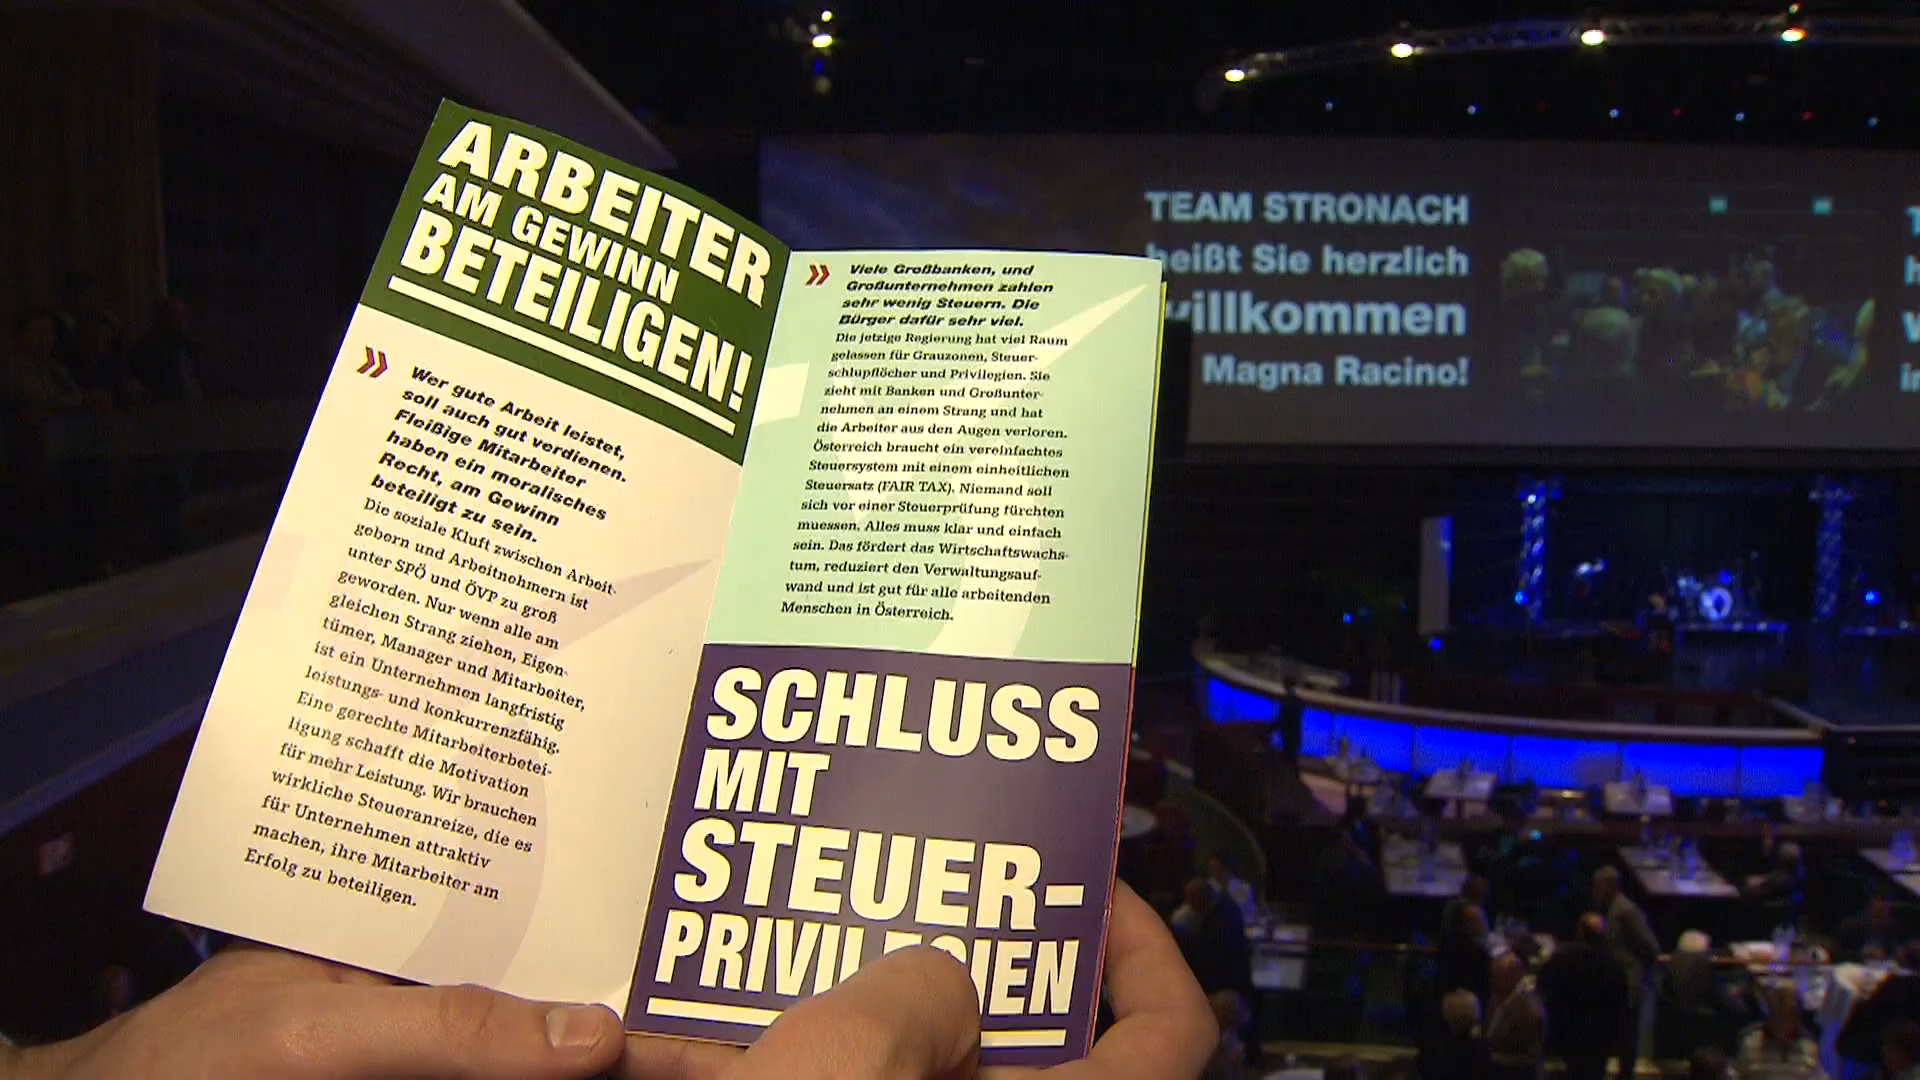 ARBEITER
AM GEWINN
BETEILIGEN!
» Wer gute Arbeit leistet,
soll auch gut verdienen.
Fleißige Mitarbeiter
haben ein moralisches
Recht, am Gewinn
beteiligt zu sein.
Die soziale Kluft zwischen Arbeit-
gebern und Arbeitnehmern ist
unter SPÖ und ÖVP zu groß
geworden. Nur wenn alle am
gleichen Strang ziehen, Eigen-
tümer, Manager und Mitarbeiter,
ist ein Unternehmen langfristig
leistungs- und konkurrenzfähig.
Eine gerechte Mitarbeiterbetei-
ligung schafft die Motivation
für mehr Leistung. Wir brauchen
wirkliche Steueranreize, die es
für Unternehmen attraktiv
machen, ihre Mitarbeiter am
Erfolg zu beteiligen.
» Viele Großbanken, und
Großunternehmen zahlen
sehr wenig Steuern. Die
Bürger dafür sehr viel.
Die jetzige Regierung hat viel Raum
gelassen für Grauzonen, Steuer-
schlupflöcher und Privilegien. Sie
zieht mit Banken und Großunter-
nehmen an einem Strang und hat
die Arbeiter aus den Augen verloren.
Österreich braucht ein vereinfachtes
Steuersystem mit einem einheitlichen
Steuersatz (FAIR TAX). Niemand soll
sich vor einer Steuerprüfung fürchten
muessen. Alles muss klar und einfach
sein. Das fördert das Wirtschaftswachs-
tum, reduziert den Verwaltungsauf-
wand und ist gut für alle arbeitenden
Menschen in Österreich.
SCHLUSS
MIT
STEUER-
PRIVILEGIEN
TEAM STRONACH
heißt Sie herzlich
willkommen
Magna Racino!